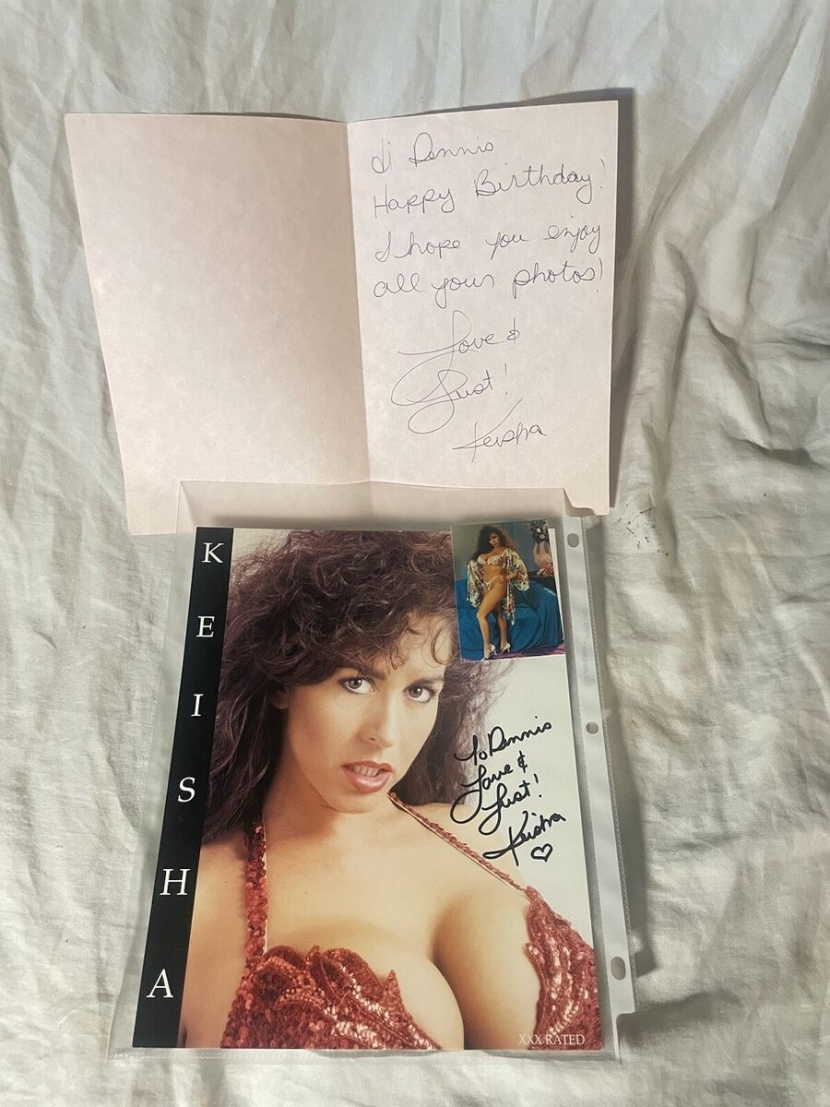 Hi Dennis
Happy Birthday!
I hope you enjoy
all your photos!
Love &
Lust!
Keisha
KEISHA
To Dennis
Love &
Lust!
Keisha
XXX RATED